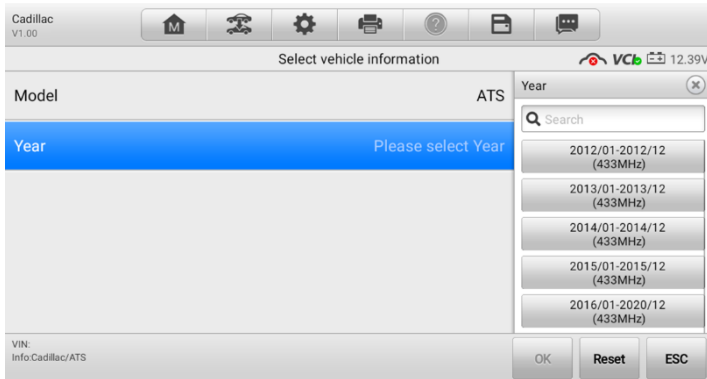 Cadillac
V1.00
M
?
Select vehicle information
VCI
12.39V
Model
ATS
Year
Please select Year
Year
Search
2012/01-2012/12
(433MHz)
2013/01-2013/12
(433MHz)
2014/01-2014/12
(433MHz)
2015/01-2015/12
(433MHz)
2016/01-2020/12
(433MHz)
VIN:
Info:Cadillac/ATS
OK
Reset
ESC